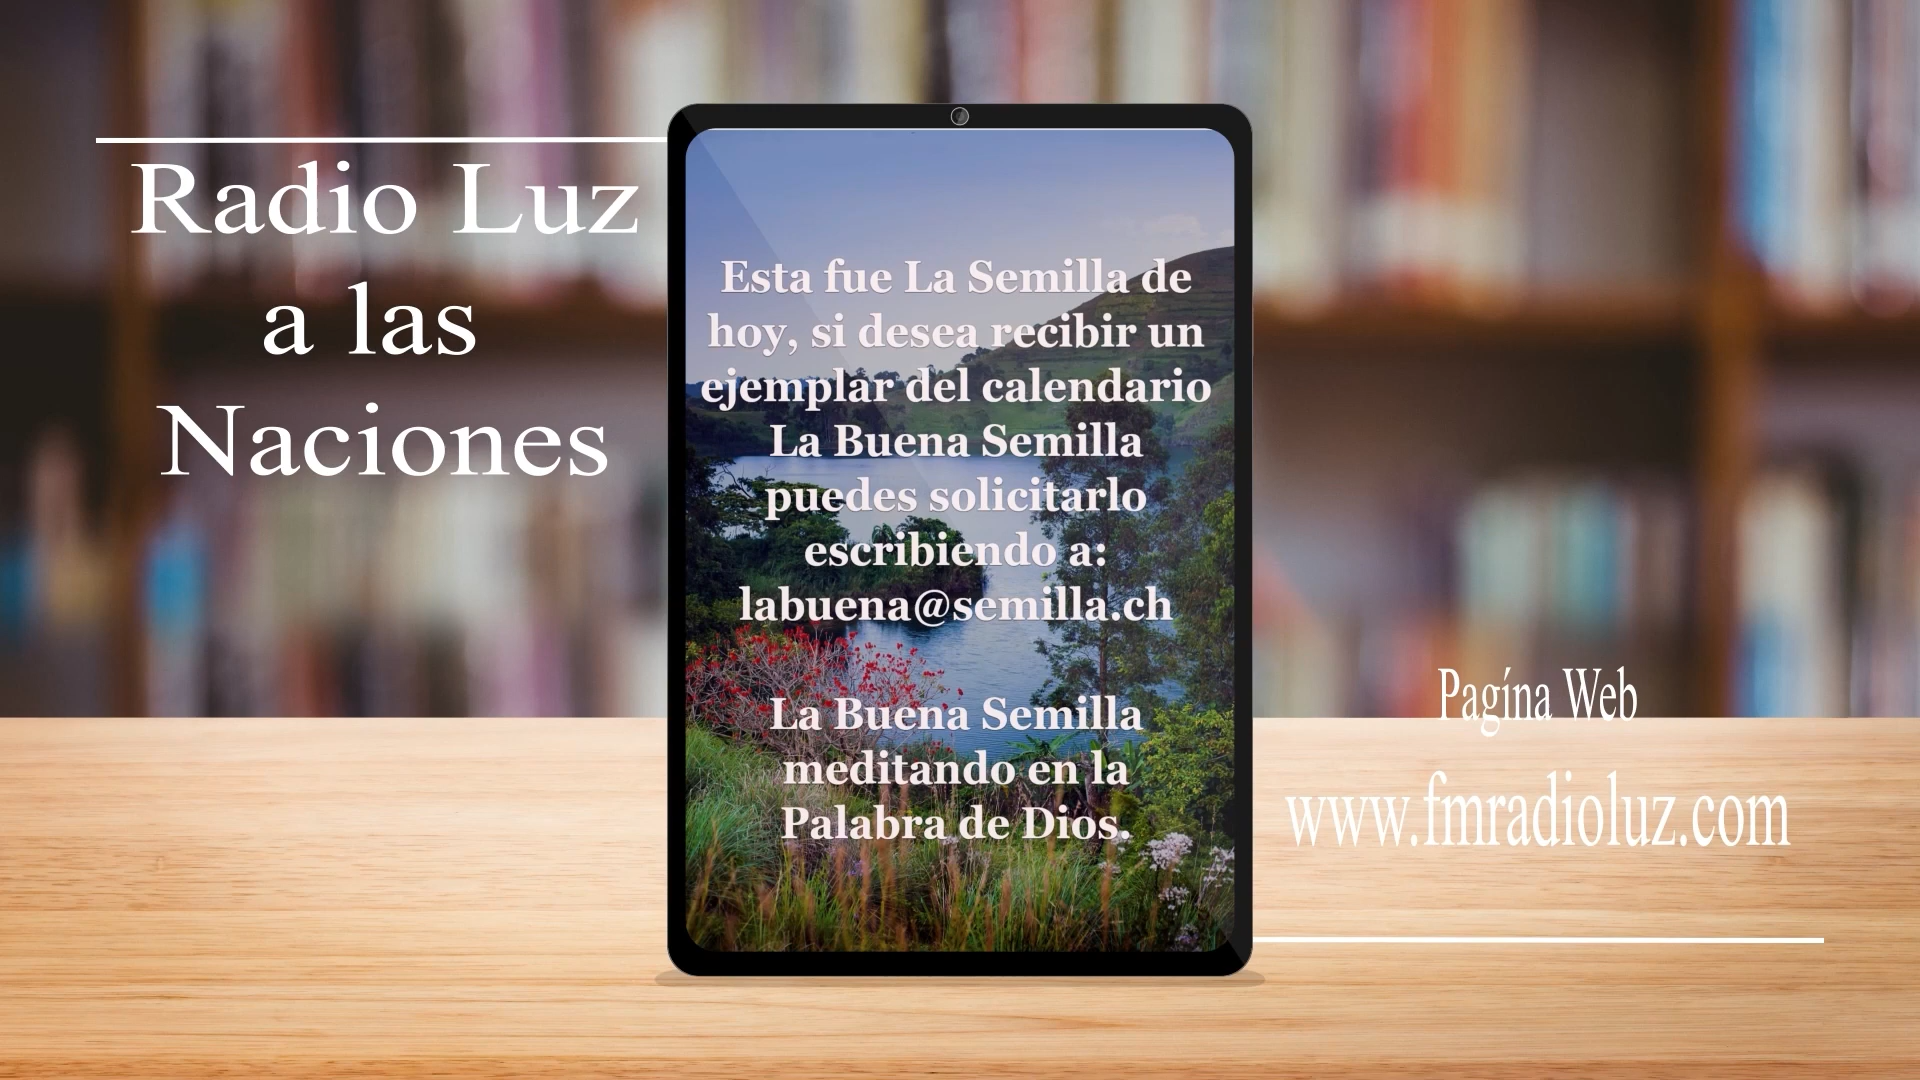 Radio Luz
a las
Naciones
Esta fue La Semilla de
hoy, si desea recibir un
ejemplar del calendario
La Buena Semilla
puedes solicitarlo
escribiendo a:
labuena@semilla.ch
La Buena Semilla
meditando en la
Palabra de Dios.
Pagína Web
www.fmradioluz.com